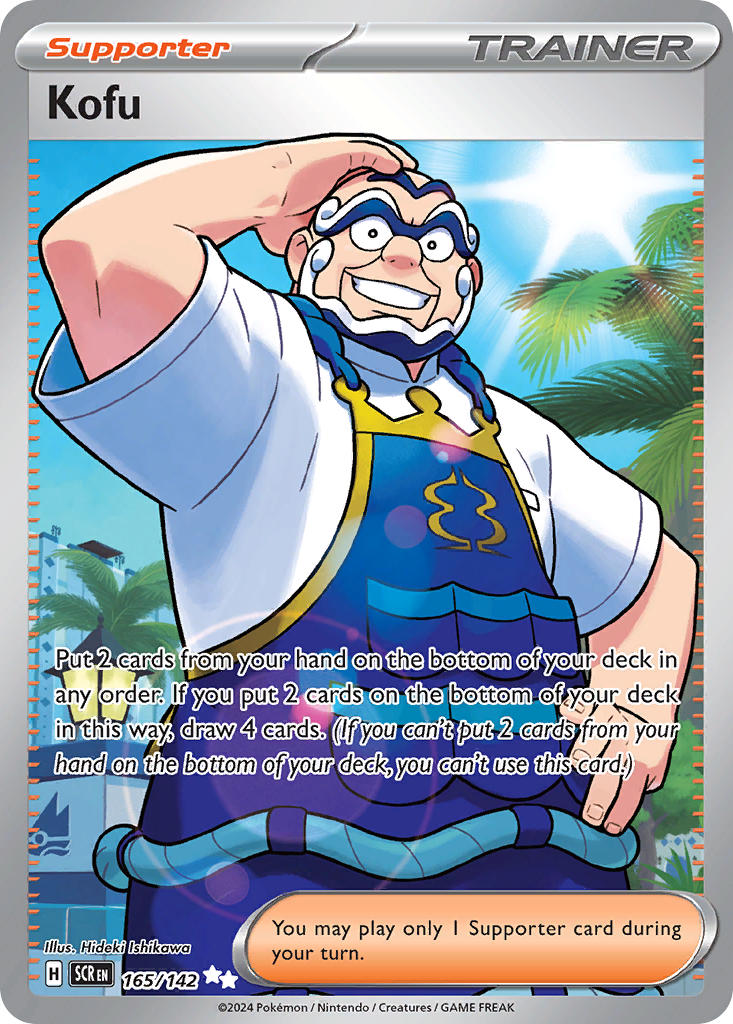 Supporter
TRAINER
Kofu
Put 2 cards from your hand on the bottom of your deck in
any order. If you put 2 cards on the bottom of your deck
in this way, draw 4 cards. (If you can't put 2 cards from your
hand on the bottom of your deck, you can't use this card.)
You may play only 1 Supporter card during
your turn.
Illus. Hideki Ishikawa
H SCR EN 165/142
©2024 Pokémon / Nintendo / Creatures / GAME FREAK